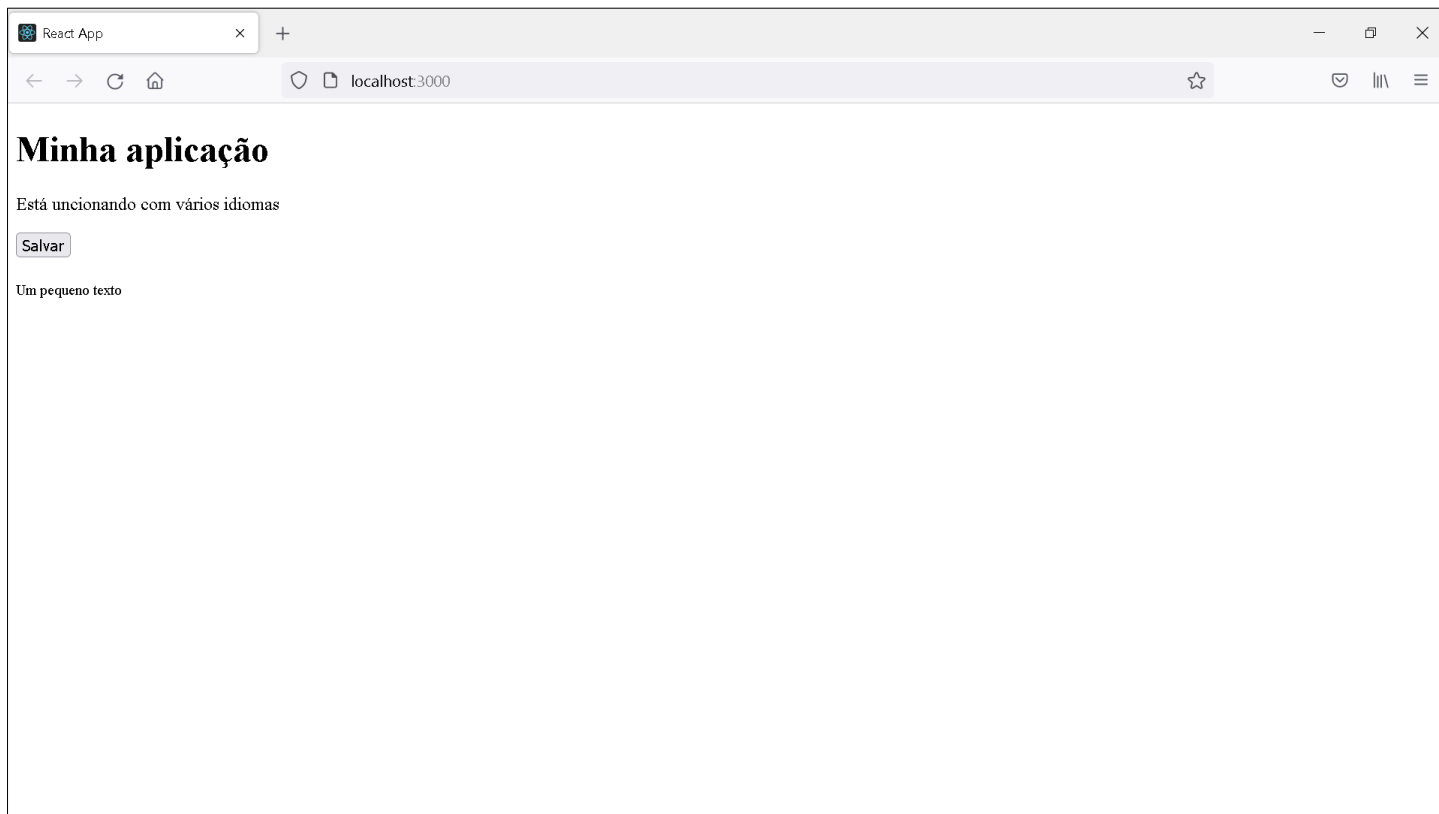 React App
localhost:3000
Minha aplicação
Está uncionando com vários idiomas
Salvar
Um pequeno texto